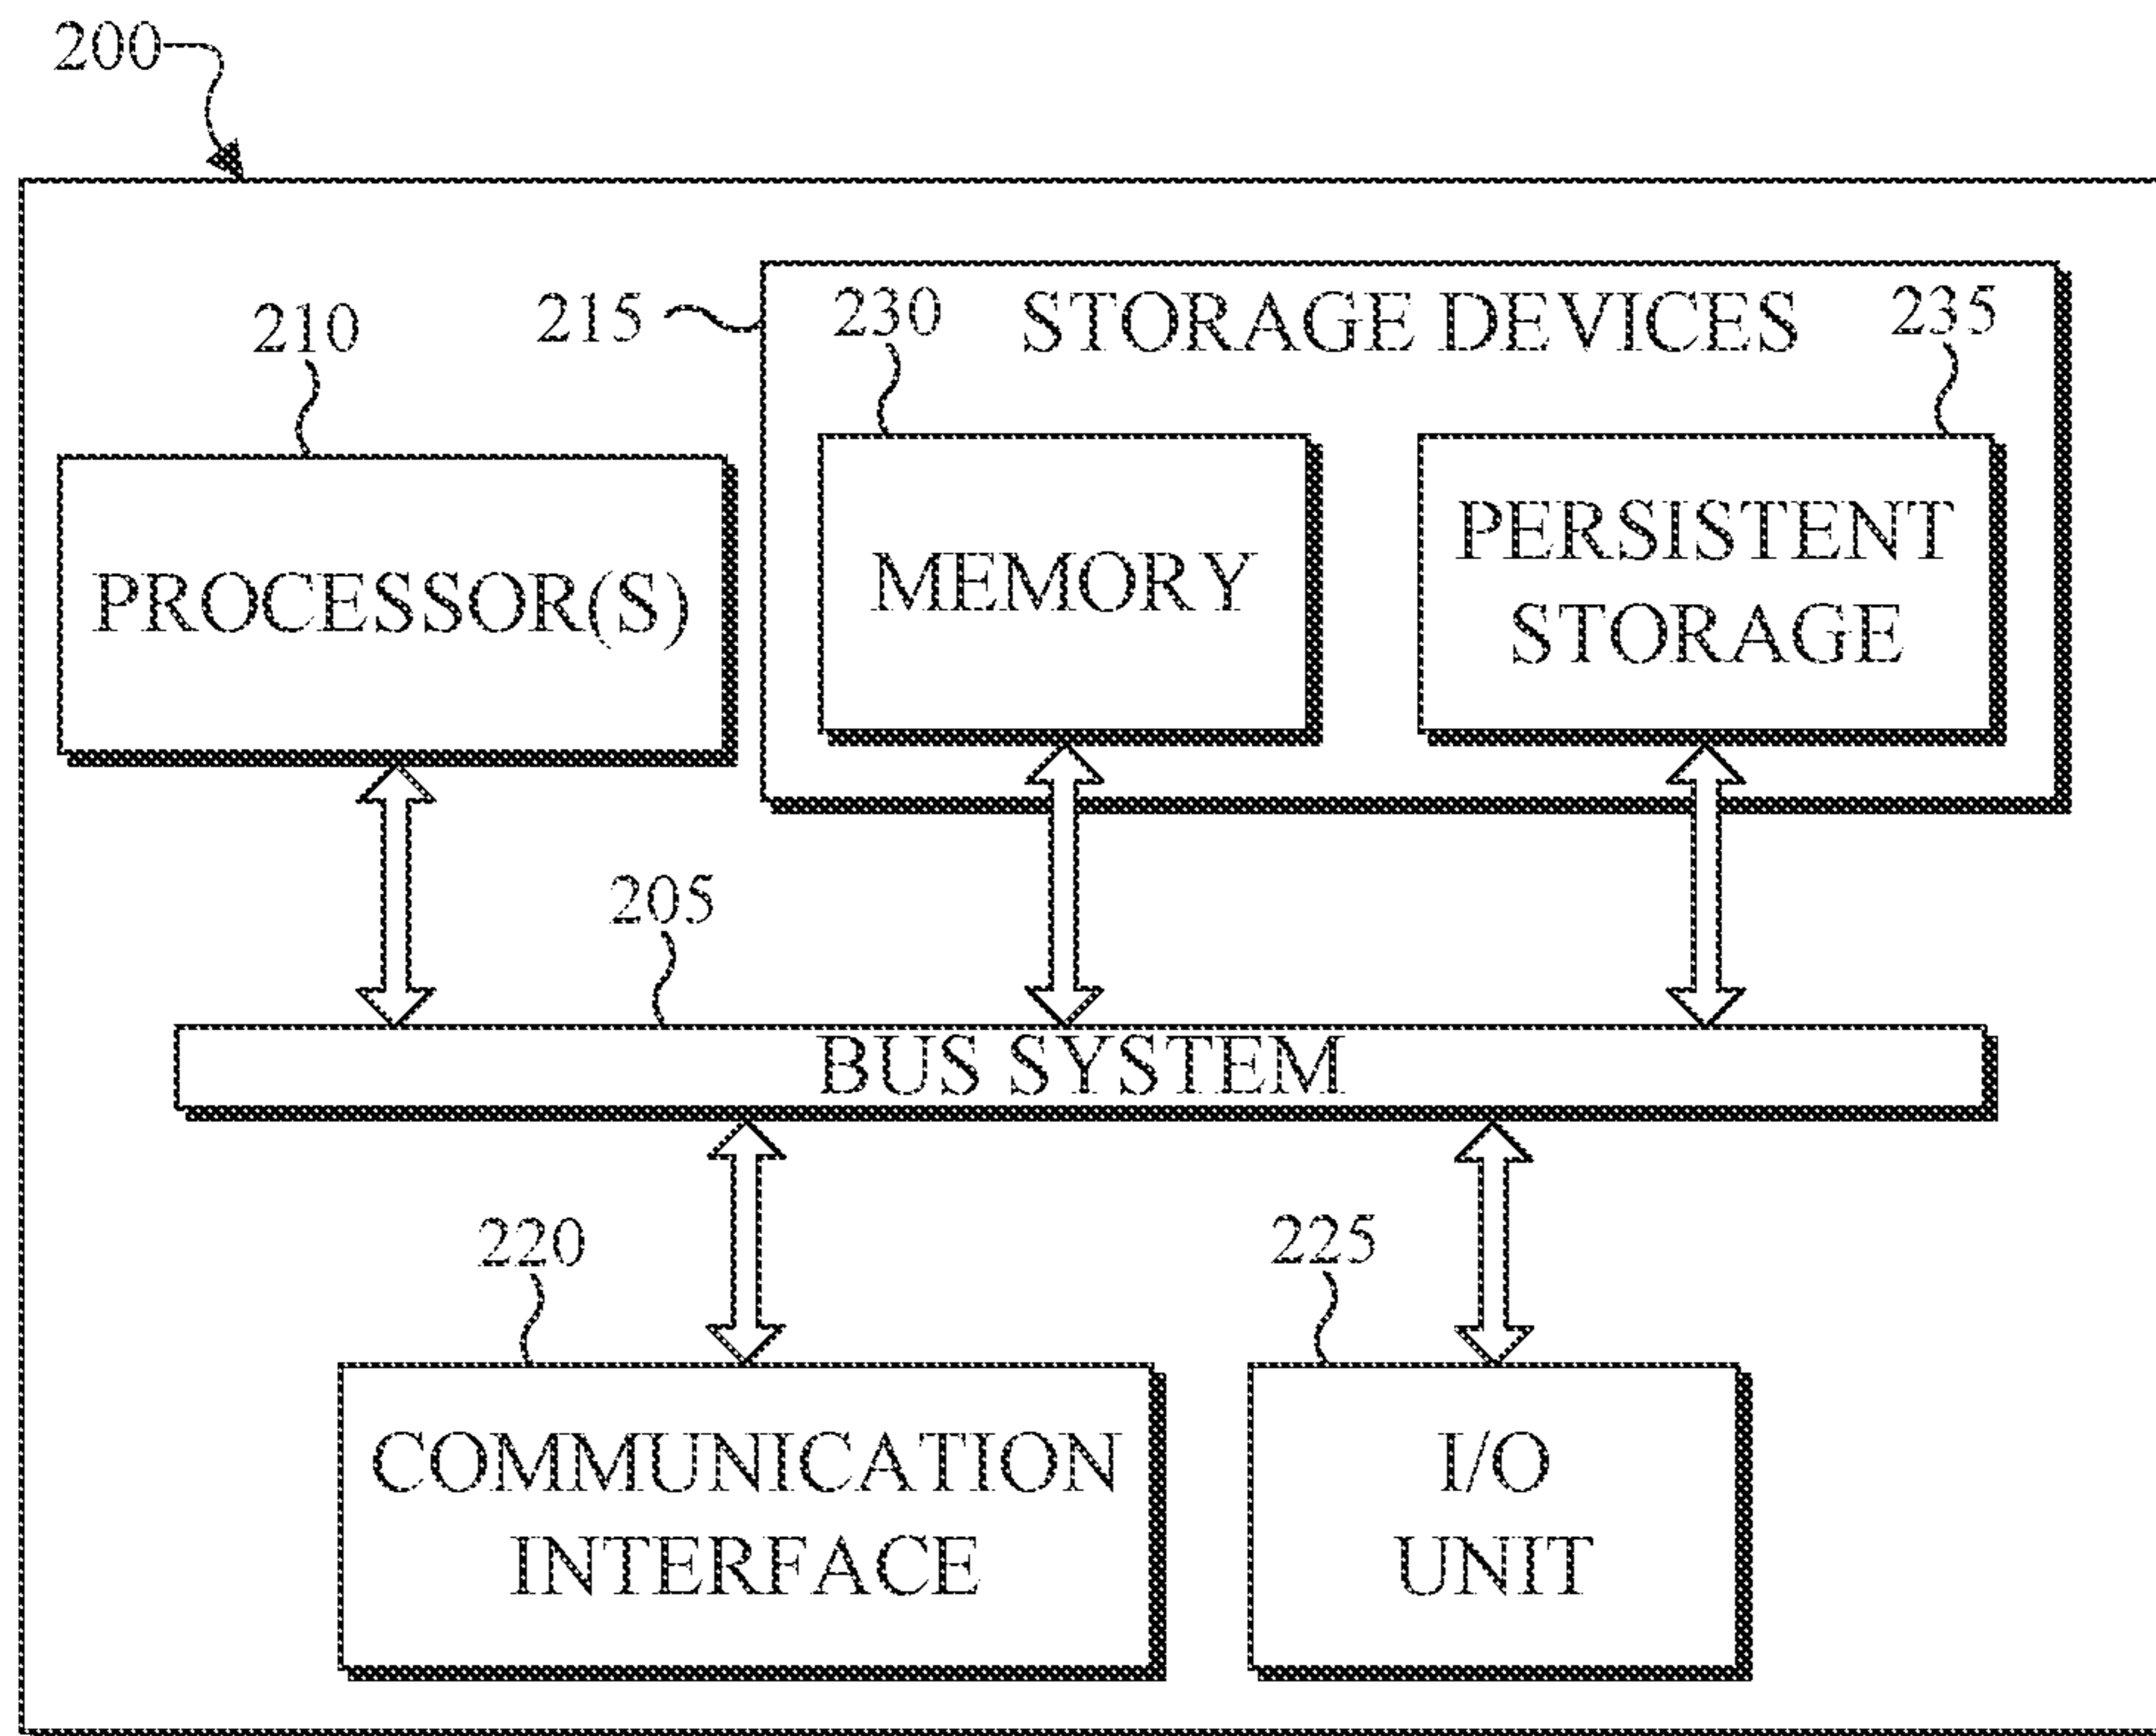 200
210
215
230
STORAGE DEVICES
235
PROCESSOR(S)
MEMORY
PERSISTENT
STORAGE
205
BUS SYSTEM
220
225
COMMUNICATION
INTERFACE
I/O
UNIT